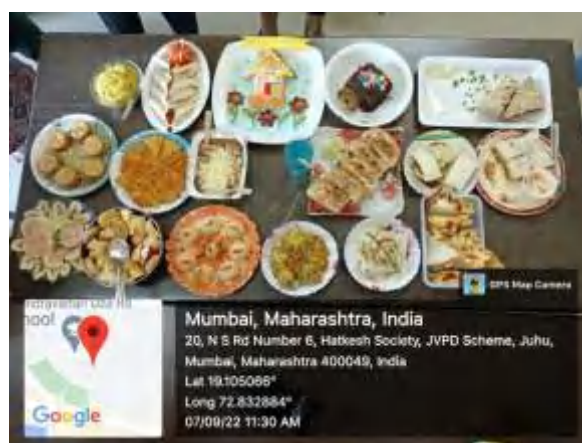 GPS Map Camera
hool
Google
Mumbai, Maharashtra, India
20, N S Rd Number 6, Hatkesh Society, JVPD Scheme, Juhu,
Mumbai, Maharashtra 400049, India
Lat 19.105066°
Long 72.832884°
07/09/22 11:30 AM